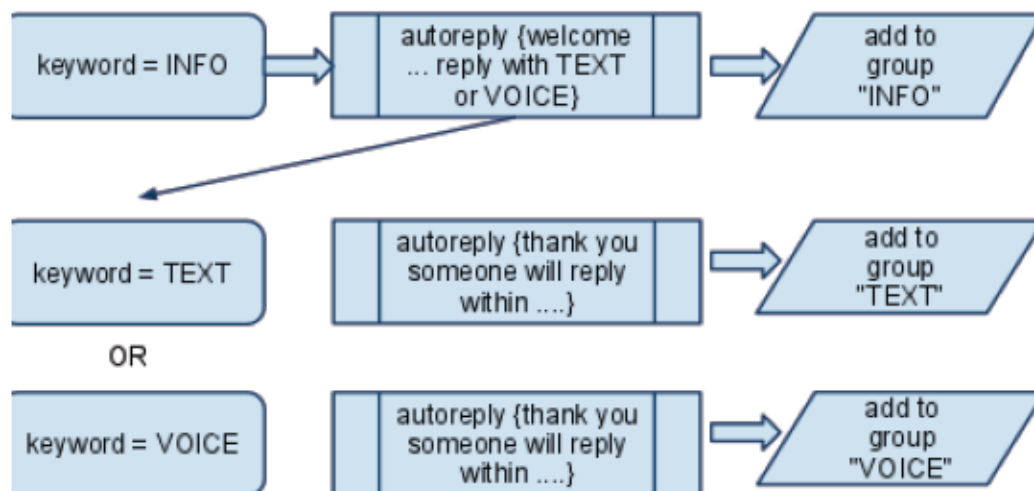 keyword = INFO
autoreply {welcome
... reply with TEXT
or VOICE}
add to
group
"INFO"
keyword = TEXT
autoreply {thank you
someone will reply
within ....}
add to
group
"TEXT"
OR
keyword = VOICE
autoreply {thank you
someone will reply
within ....}
add to
group
"VOICE"